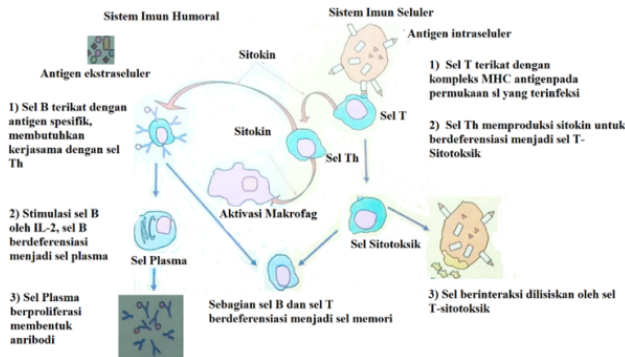 Sistem Imun Humoral
Sistem Imun Seluler
Antigen ekstraseluler
Antigen intraseluler
Sitokin
1) Sel B terikat dengan
antigen spesifik,
membutuhkan
kerjasama dengan sel
Th
Sitokin
Sel T
Sel Th
Aktivasi Makrofag
1) Sel T terikat dengan
kompleks MHC antigenpada
permukaan sl yang terinfeksi
2) Sel Th memproduksi sitokin untuk
berdeferensiasi menjadi sel T-
Sitotoksik
2) Stimulasi sel B
oleh IL-2, sel B
berdeferensiasi
menjadi sel plasma
Sel Plasma
Sel Sitotoksik
3) Sel Plasma
berproliferasi
membentuk
anribodi
Sebagian sel B dan sel T
berdeferensiasi menjadi sel memori
3) Sel berinteraksi dilisiskan oleh sel
T-sitotoksik